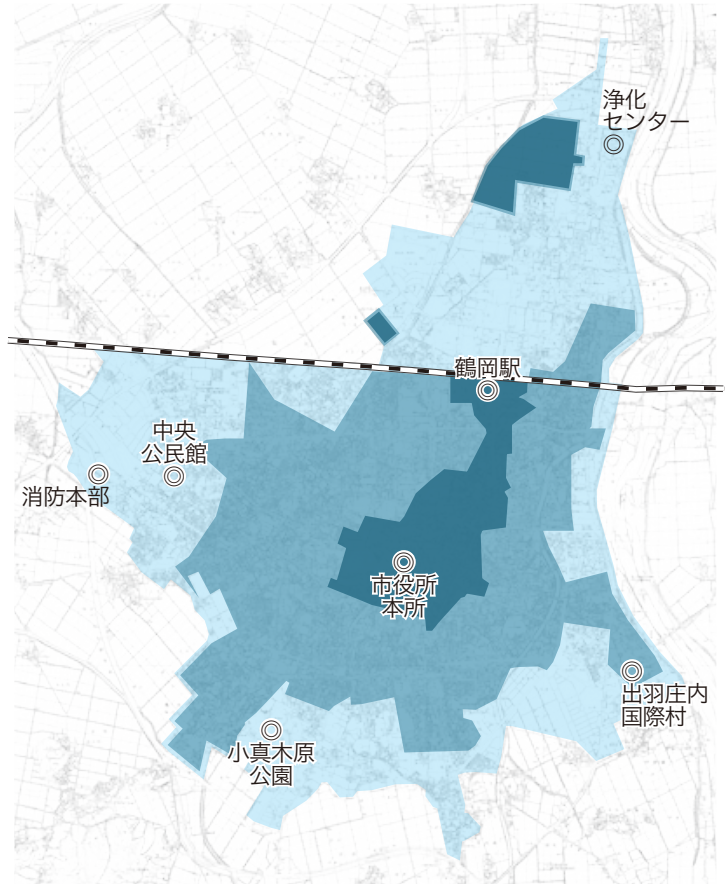 浄化
センター
鶴岡駅
中央
公民館
消防本部
市役所
本所
出羽庄内
国際村
小真木原
公園